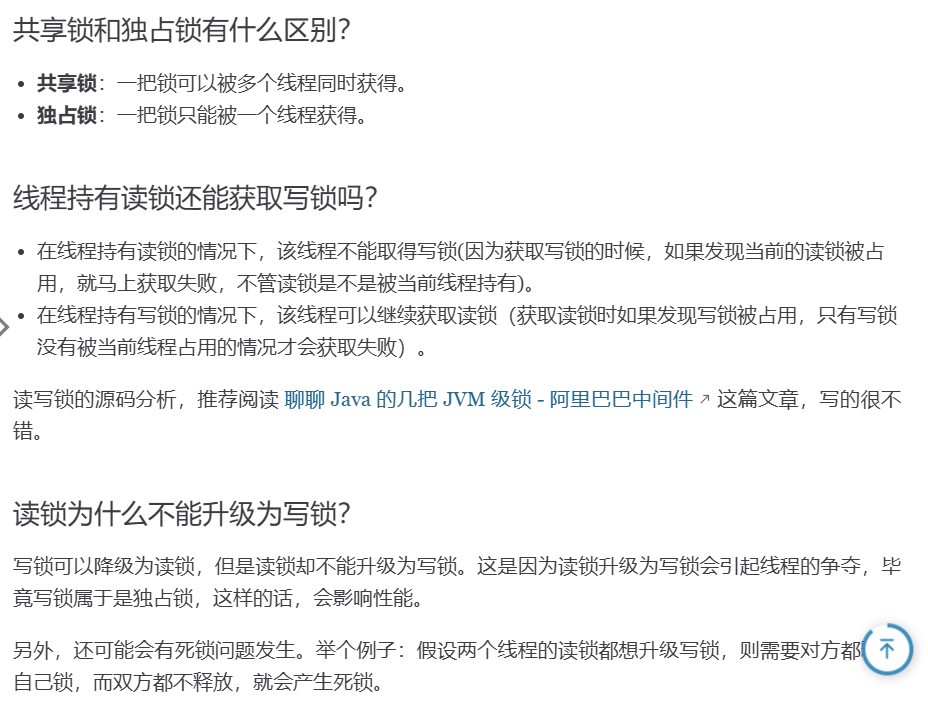 共享锁和独占锁有什么区别？
• 共享锁：一把锁可以被多个线程同时获得。
• 独占锁：一把锁只能被一个线程获得。
线程持有读锁还能获取写锁吗？
• 在线程持有读锁的情况下，该线程不能取得写锁(因为获取写锁的时候，如果发现当前的读锁被占
用，就马上获取失败，不管读锁是不是被当前线程持有)。
• 在线程持有写锁的情况下，该线程可以继续获取读锁（获取读锁时如果发现写锁被占用，只有写锁
没有被当前线程占用的情况才会获取失败）。
读写锁的源码分析，推荐阅读 聊聊 Java 的几把 JVM 级锁 - 阿里巴巴中间件 这篇文章，写的很不
错。
读锁为什么不能升级为写锁？
写锁可以降级为读锁，但是读锁却不能升级为写锁。这是因为读锁升级为写锁会引起线程的争夺，毕
竟写锁属于是独占锁，这样的话，会影响性能。
另外，还可能会有死锁问题发生。举个例子：假设两个线程的读锁都想升级写锁，则需要对方都
自己锁，而双方都不释放，就会产生死锁。